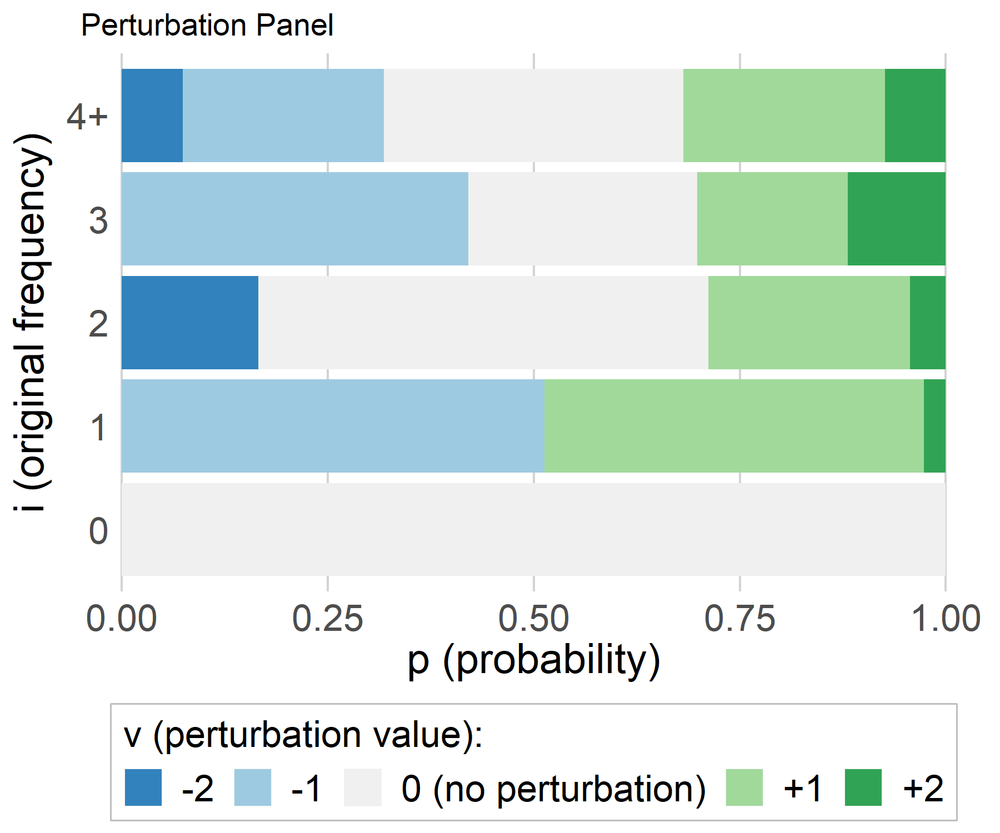 Perturbation Panel
i (original frequency)
4+
3
2
1
0
0.00 0.25 0.50 0.75 1.00
p (probability)
v (perturbation value):
-2 -1 0 (no perturbation) +1 +2